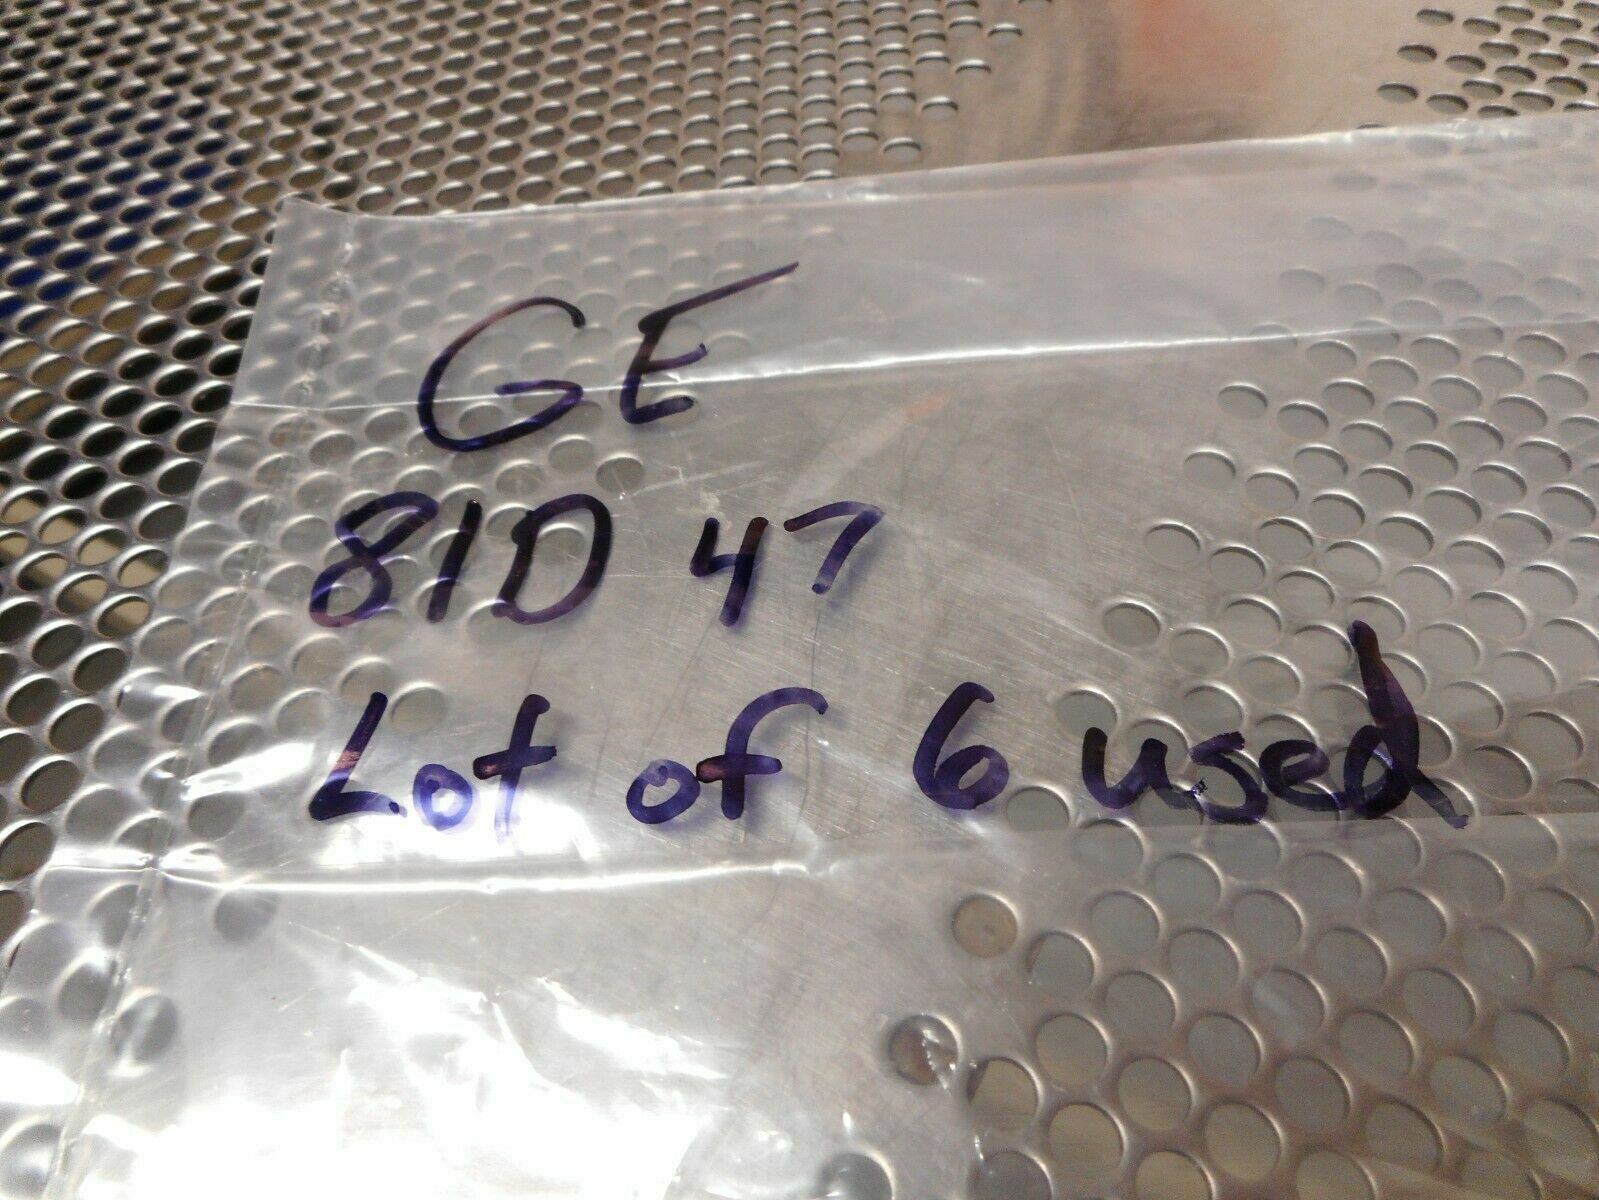 GE
81D 47
Lot of 6 used